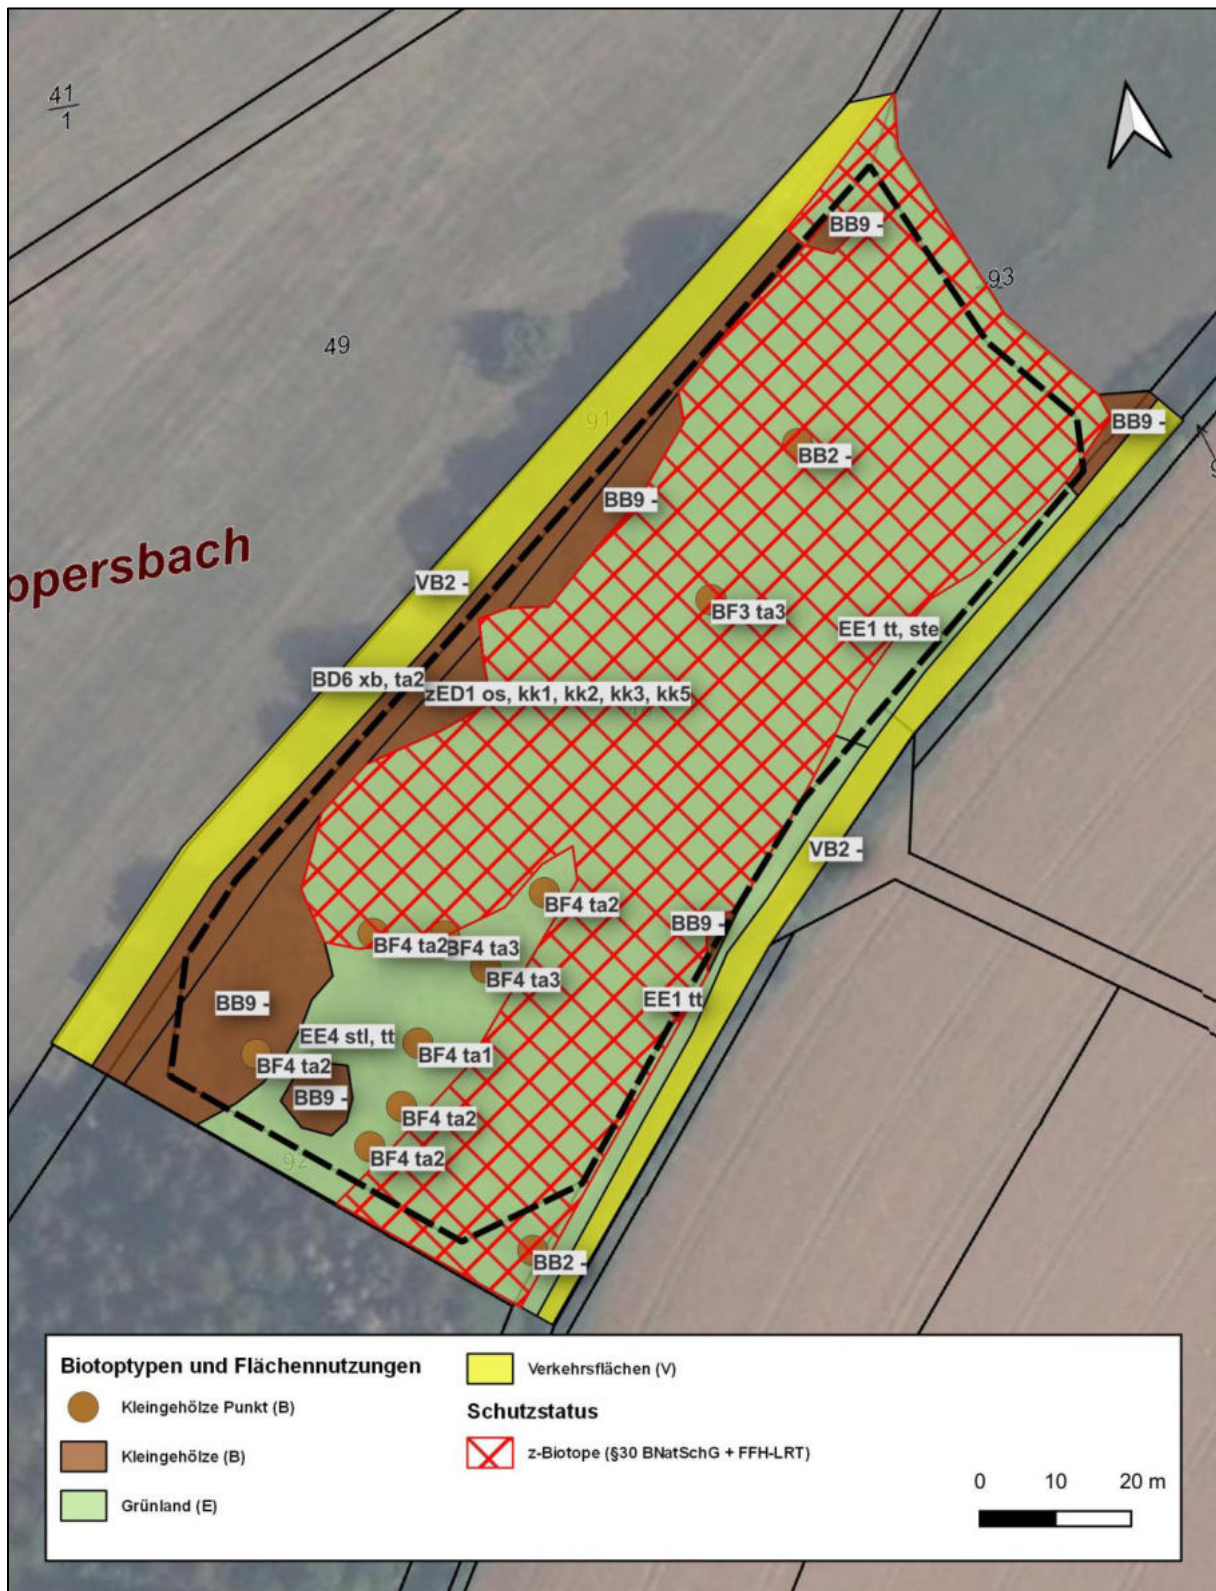 41
1
BB9 -
93
49
91
BB9 -
BB2 -
BB9 -
ppersbach
VB2 -
BF3 ta3
EE1 tt, ste
BD6 xb, ta2
zED1 os, kk1, kk2, kk3, kk5
VB2 -
BF4 ta2
BB9 -
BF4 ta2
BF4 ta3
BF4 ta3
EE1 tt
BB9 -
EE4 stl, tt
BF4 ta1
BF4 ta2
BB9 -
BF4 ta2
BF4 ta2
92
BB2 -
Biotoptypen und Flächennutzungen
Kleingehölze Punkt (B)
Kleingehölze (B)
Grünland (E)
Verkehrsflächen (V)
Schutzstatus
z-Biotope (§30 BNatSchG + FFH-LRT)
0 10 20 m